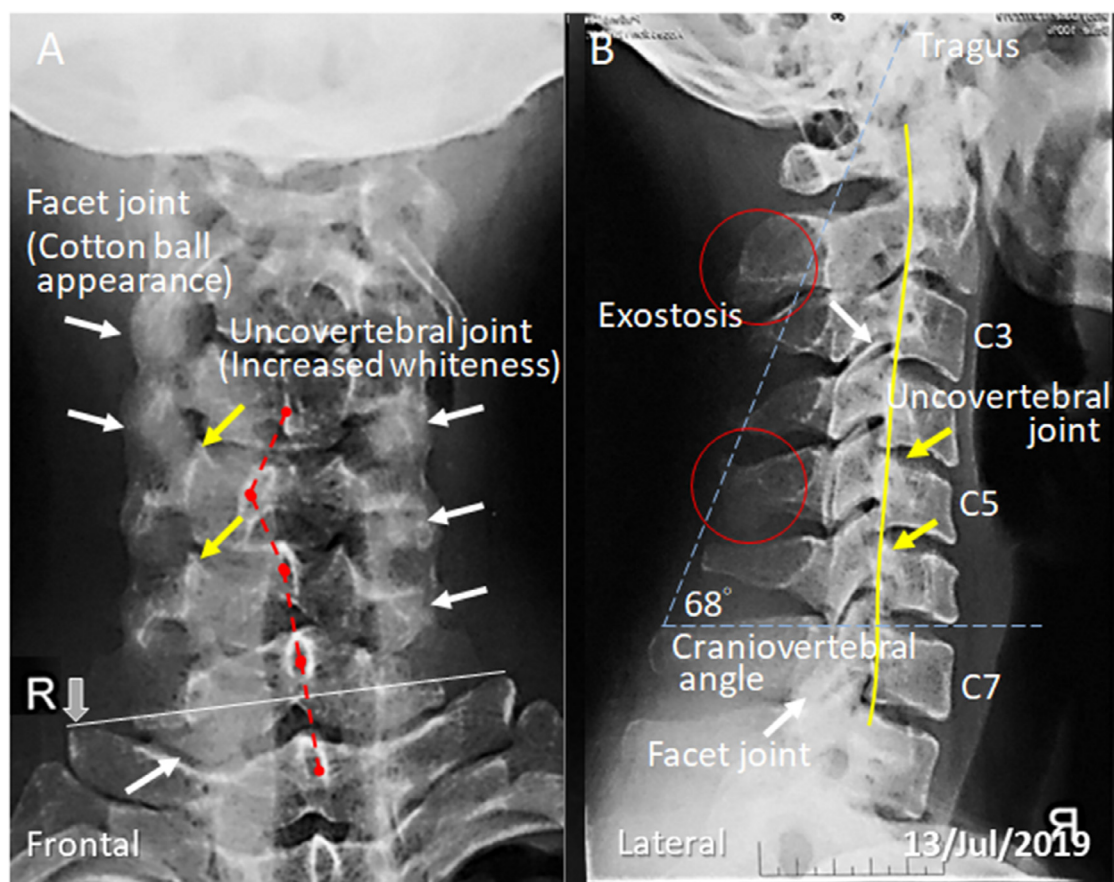 A
Facet joint
(Cotton ball
appearance)
Uncovertebral joint
(Increased whiteness)
R
Frontal
B
Tragus
Exostosis
C3
Uncovertebral
joint
C5
68°
Craniovertebral
angle
C7
Facet joint
Lateral
R
13/Jul/2019